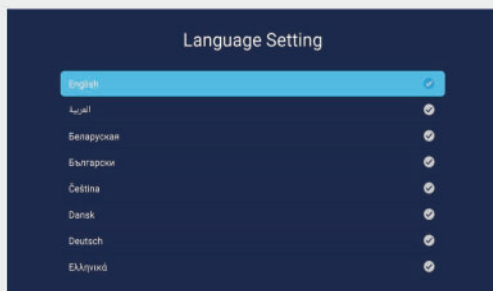 Language Setting
English
العربية
Беларуская
Български
Čeština
Dansk
Deutsch
Ελληνικά